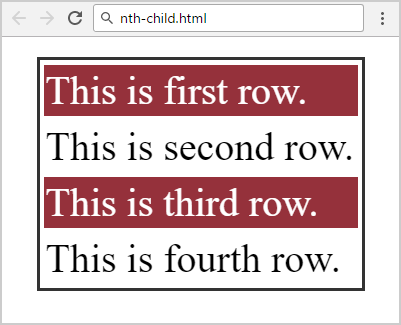 nth-child.html
This is first row.
This is second row.
This is third row.
This is fourth row.